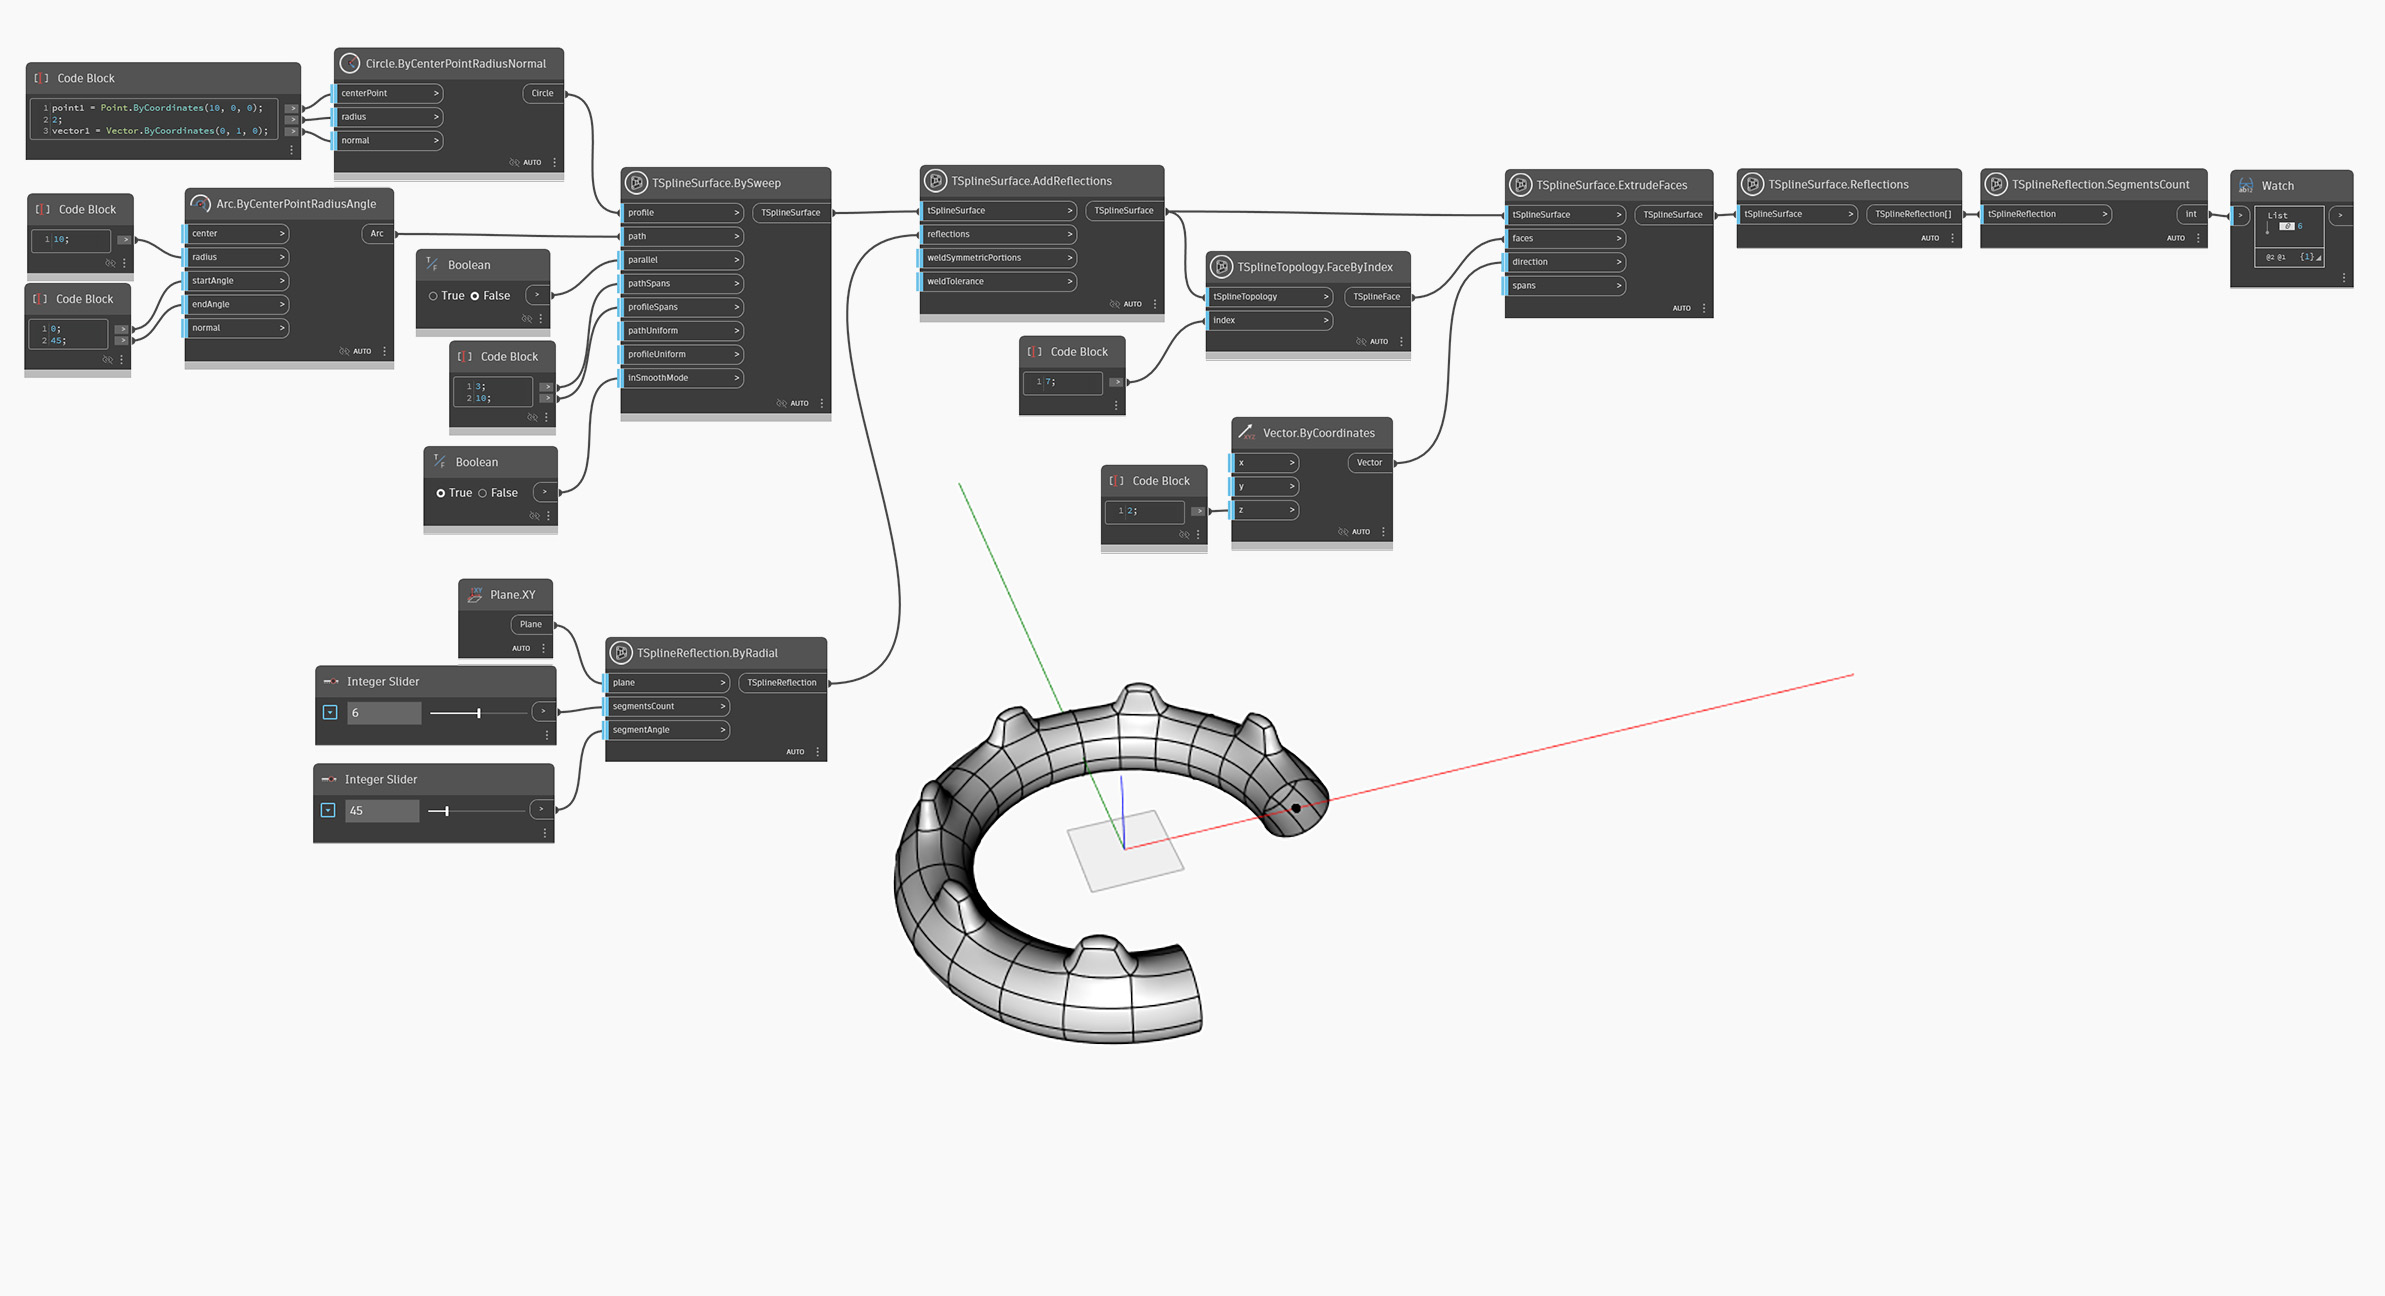 Code Block
1 point1 = Point.ByCoordinates(10, 0, 0); >
2 2; >
3 vector1 = Vector.ByCoordinates(0, 1, 0); >
Circle.ByCenterPointRadiusNormal
centerPoint > Circle
radius >
normal >
AUTO
Code Block
1 10; >
Code Block
1 0; >
2 45; >
Arc.ByCenterPointRadiusAngle
center > Arc
radius >
startAngle >
endAngle >
normal >
AUTO
Boolean
True False >
Code Block
1 3; >
2 10; >
Boolean
True False >
TSplineSurface.BySweep
profile > TSplineSurface
path >
parallel >
pathSpans >
profileSpans >
pathUniform >
profileUniform >
inSmoothMode >
AUTO
Plane.XY
Plane
AUTO
Integer Slider
6 >
Integer Slider
45 >
TSplineReflection.ByRadial
plane > TSplineReflection
segmentsCount >
segmentAngle >
AUTO
TSplineSurface.AddReflections
tSplineSurface > TSplineSurface
reflections >
weldSymmetricPortions >
weldTolerance >
AUTO
Code Block
1 7; >
TSplineTopology.FaceByIndex
tSplineTopology > TSplineFace
index >
AUTO
Code Block
1 2; >
Vector.ByCoordinates
x > Vector
y >
z >
AUTO
TSplineSurface.ExtrudeFaces
tSplineSurface > TSplineSurface
faces >
direction >
spans >
AUTO
TSplineSurface.Reflections
tSplineSurface > TSplineReflection[]
AUTO
TSplineReflection.SegmentsCount
tSplineReflection > int
AUTO
Watch
> >
List
0 6
@2 @1 {1}